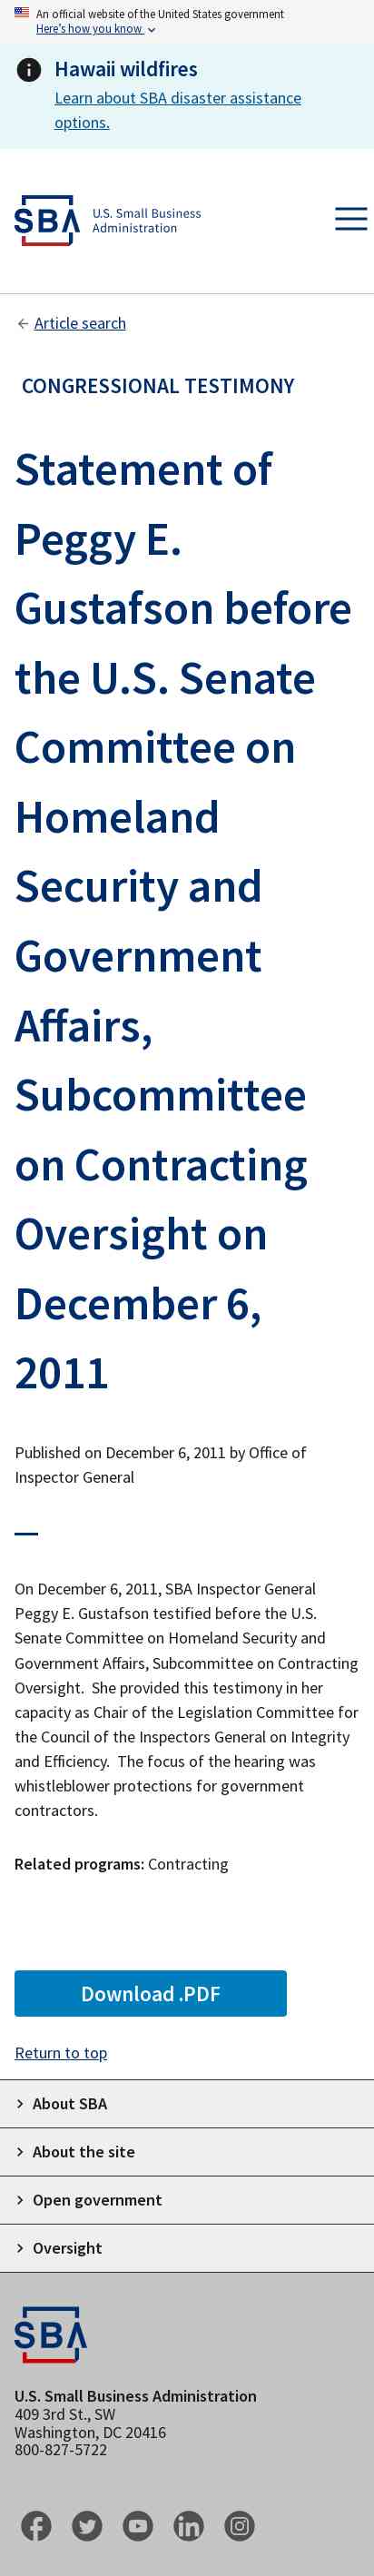 An official website of the United States government
Here's how you know
Hawaii wildfires
Learn about SBA disaster assistance
options.
SBA
U.S. Small Business
Administration
Article search
CONGRESSIONAL TESTIMONY
Statement of
Peggy E.
Gustafson before
the U.S. Senate
Committee on
Homeland
Security and
Government
Affairs,
Subcommittee
on Contracting
Oversight on
December 6,
2011
Published on December 6, 2011 by Office of
Inspector General
On December 6, 2011, SBA Inspector General
Peggy E. Gustafson testified before the U.S.
Senate Committee on Homeland Security and
Government Affairs, Subcommittee on Contracting
Oversight.  She provided this testimony in her
capacity as Chair of the Legislation Committee for
the Council of the Inspectors General on Integrity
and Efficiency.  The focus of the hearing was
whistleblower protections for government
contractors.
Related programs: Contracting
Download .PDF
Return to top
About SBA
About the site
Open government
Oversight
SBA
U.S. Small Business Administration
409 3rd St., SW
Washington, DC 20416
800-827-5722